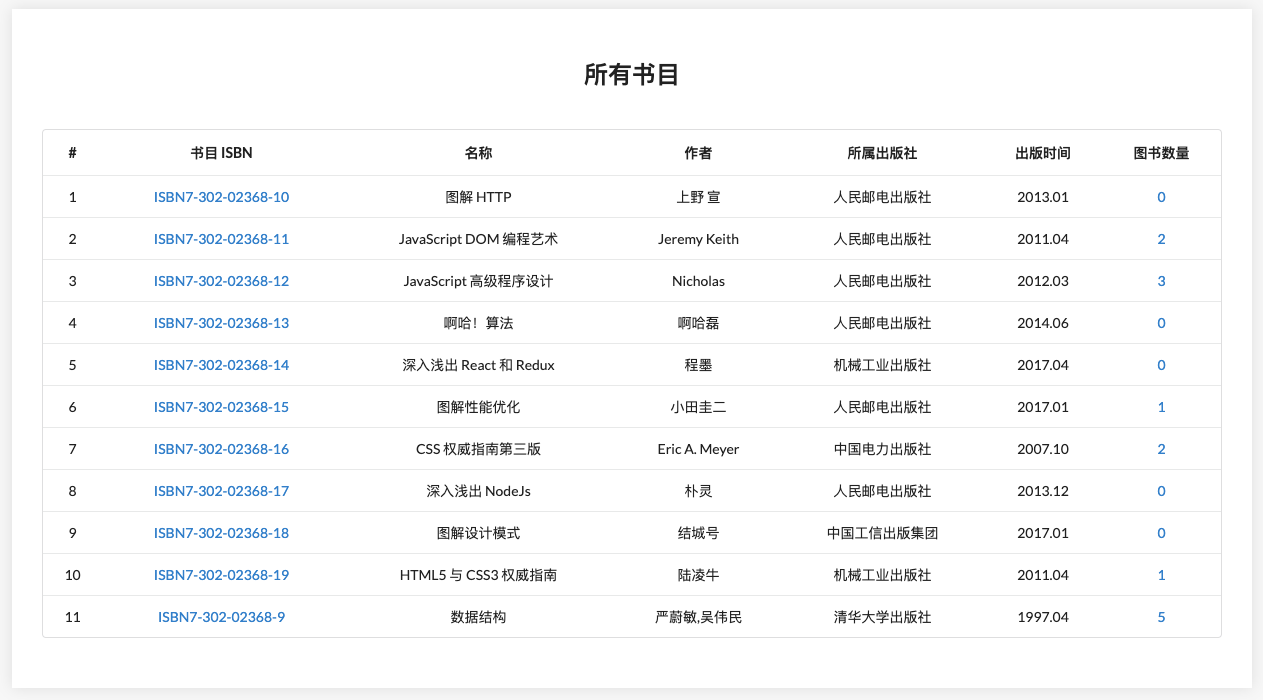 所有书目
# 书目 ISBN 名称 作者 所属出版社 出版时间 图书数量
1 ISBN7-302-02368-10 图解 HTTP 上野 宣 人民邮电出版社 2013.01 0
2 ISBN7-302-02368-11 JavaScript DOM 编程艺术 Jeremy Keith 人民邮电出版社 2011.04 2
3 ISBN7-302-02368-12 JavaScript 高级程序设计 Nicholas 人民邮电出版社 2012.03 3
4 ISBN7-302-02368-13 啊哈！算法 啊哈磊 人民邮电出版社 2014.06 0
5 ISBN7-302-02368-14 深入浅出 React 和 Redux 程墨 机械工业出版社 2017.04 0
6 ISBN7-302-02368-15 图解性能优化 小田圭二 人民邮电出版社 2017.01 1
7 ISBN7-302-02368-16 CSS 权威指南第三版 Eric A. Meyer 中国电力出版社 2007.10 2
8 ISBN7-302-02368-17 深入浅出 NodeJs 朴灵 人民邮电出版社 2013.12 0
9 ISBN7-302-02368-18 图解设计模式 结城号 中国工信出版集团 2017.01 0
10 ISBN7-302-02368-19 HTML5 与 CSS3 权威指南 陆凌牛 机械工业出版社 2011.04 1
11 ISBN7-302-02368-9 数据结构 严蔚敏,吴伟民 清华大学出版社 1997.04 5